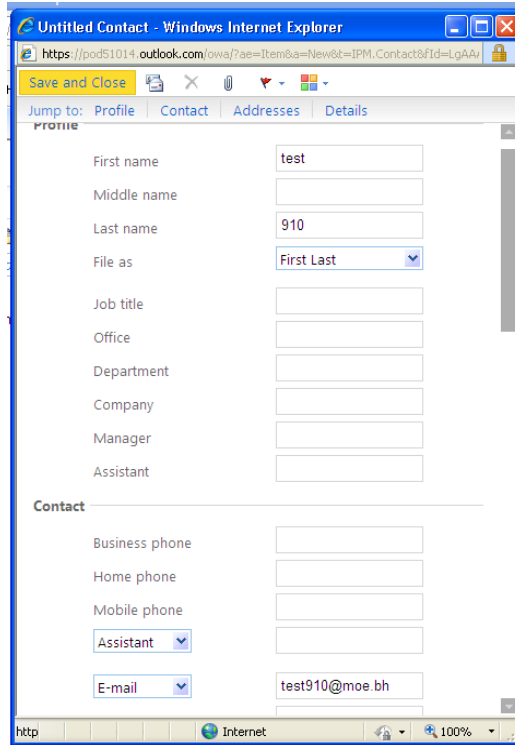 Untitled Contact - Windows Internet Explorer
https://pod51014.outlook.com/owa/?ae=Item&a=New&t=IPM.Contact&fId=LgAA
Save and Close
Jump to: Profile Contact Addresses Details
Profile
First name test
Middle name
Last name 910
File as First Last
Job title
Office
Department
Company
Manager
Assistant
Contact
Business phone
Home phone
Mobile phone
Assistant
E-mail test910@moe.bh
http Internet 100%